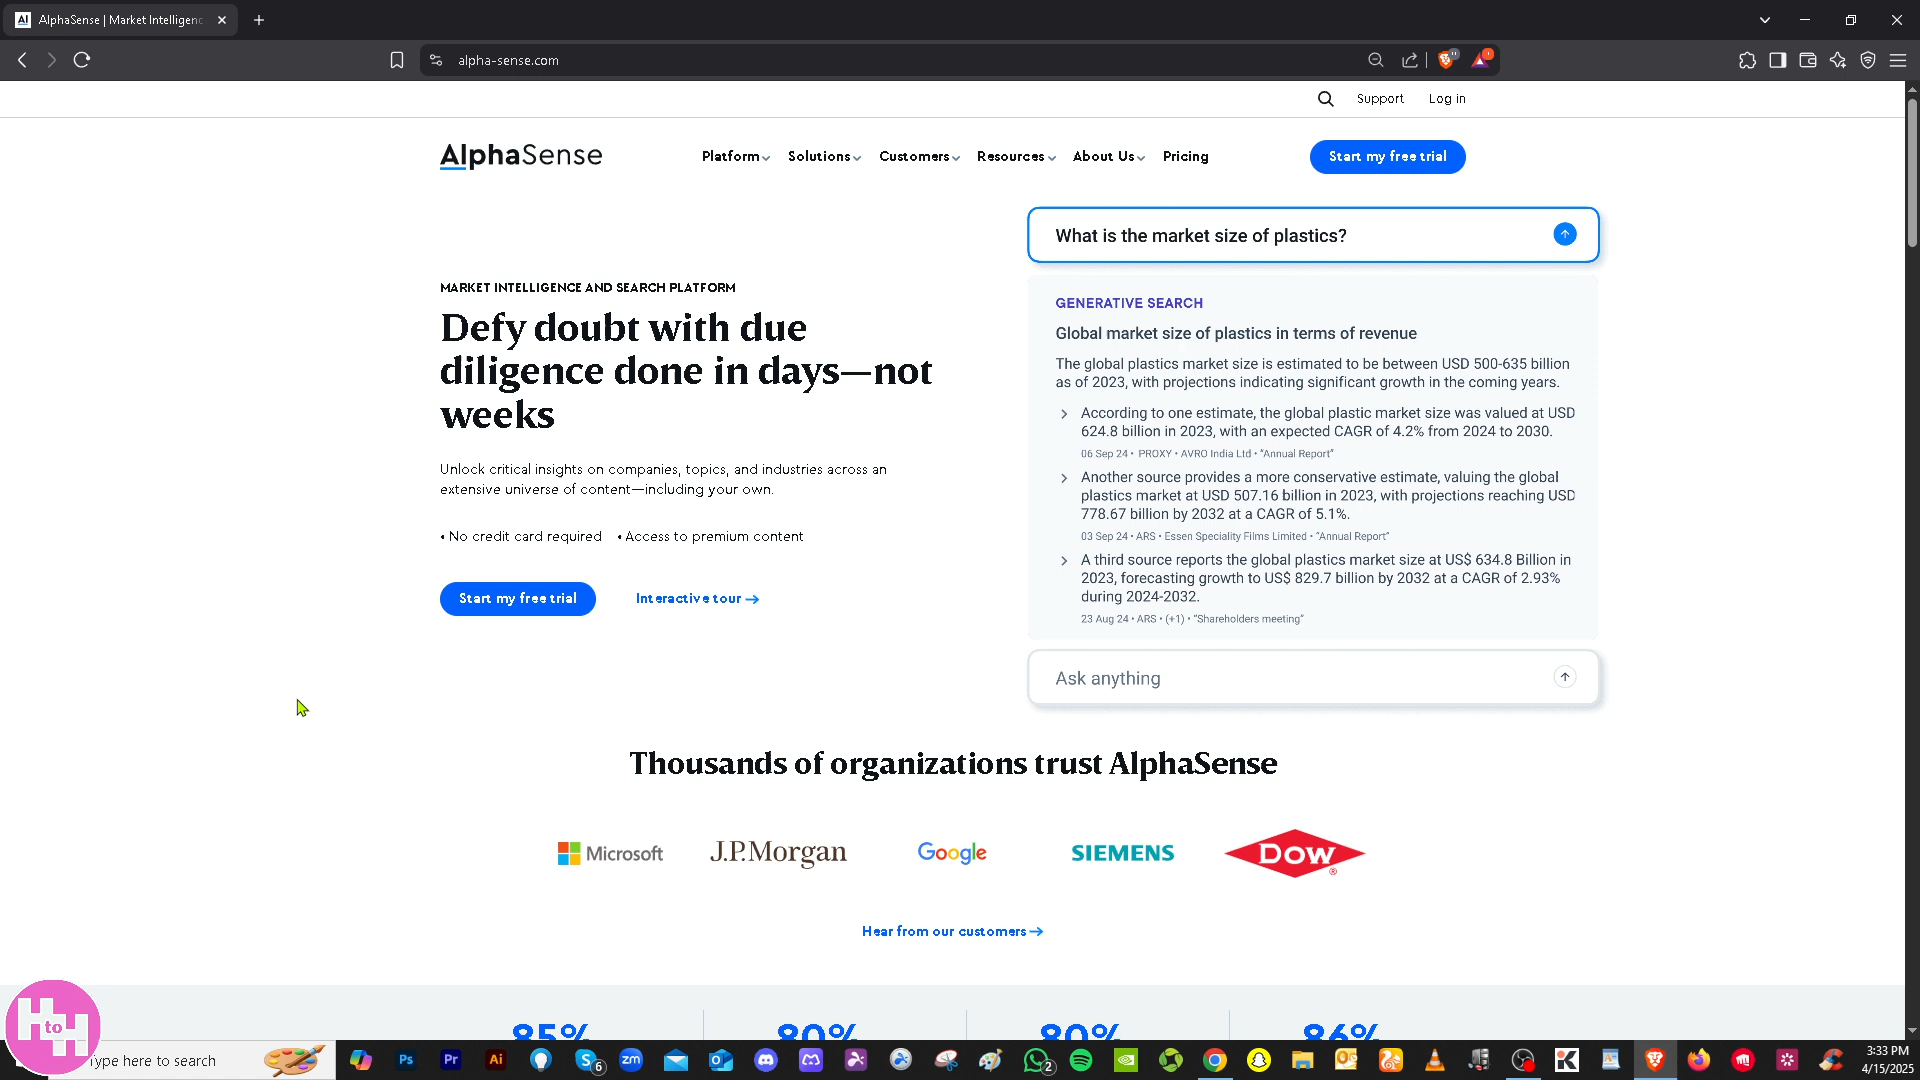 AlphaSense | Market Intelligenc
alpha-sense.com
Support
Log in
AlphaSense
Platform
Solutions
Customers
Resources
About Us
Pricing
Start my free trial
MARKET INTELLIGENCE AND SEARCH PLATFORM
Defy doubt with due
diligence done in days—not
weeks
Unlock critical insights on companies, topics, and industries across an
extensive universe of content—including your own.
• No credit card required • Access to premium content
Start my free trial
Interactive tour →
What is the market size of plastics?
GENERATIVE SEARCH
Global market size of plastics in terms of revenue
The global plastics market size is estimated to be between USD 500-635 billion
as of 2023, with projections indicating significant growth in the coming years.
According to one estimate, the global plastic market size was valued at USD
624.8 billion in 2023, with an expected CAGR of 4.2% from 2024 to 2030.
06 Sep 24 • PROXY • AVRO India Ltd • “Annual Report”
Another source provides a more conservative estimate, valuing the global
plastics market at USD 507.16 billion in 2023, with projections reaching USD
778.67 billion by 2032 at a CAGR of 5.1%.
03 Sep 24 • ARS • Essen Speciality Films Limited • “Annual Report”
A third source reports the global plastics market size at US$ 634.8 Billion in
2023, forecasting growth to US$ 829.7 billion by 2032 at a CAGR of 2.93%
during 2024-2032.
23 Aug 24 • ARS • (+1) • “Shareholders meeting”
Ask anything
Thousands of organizations trust AlphaSense
Microsoft
J.P.Morgan
Google
SIEMENS
DOW
Hear from our customers →
85%
80%
80%
86%
H to H
Type here to search
3:33 PM
4/15/2025